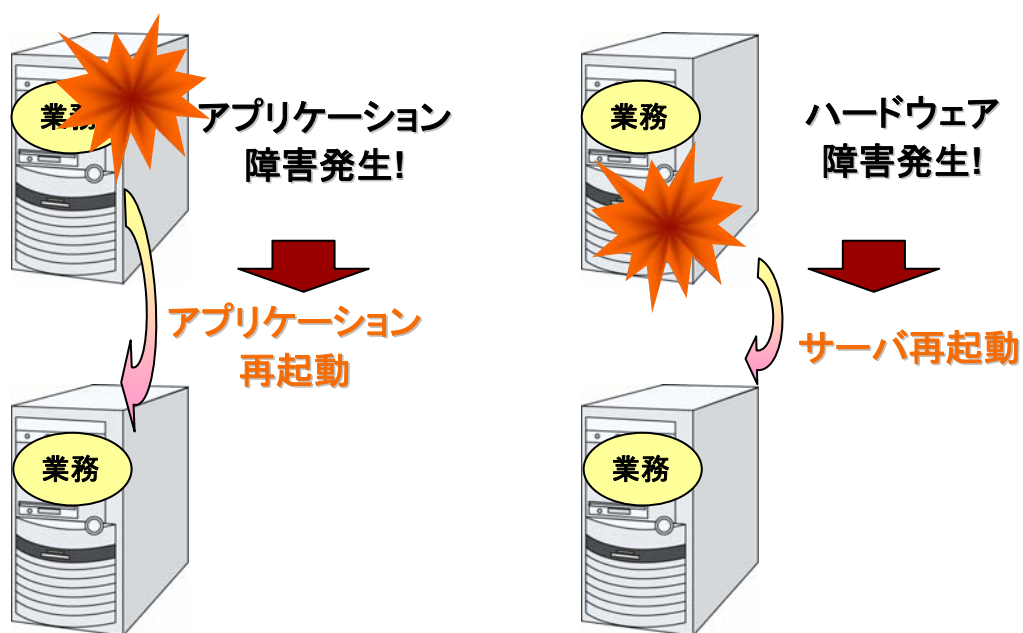 業務
アプリケーション
障害発生!
アプリケーション
再起動
業務
業務
ハードウェア
障害発生!
サーバ再起動
業務